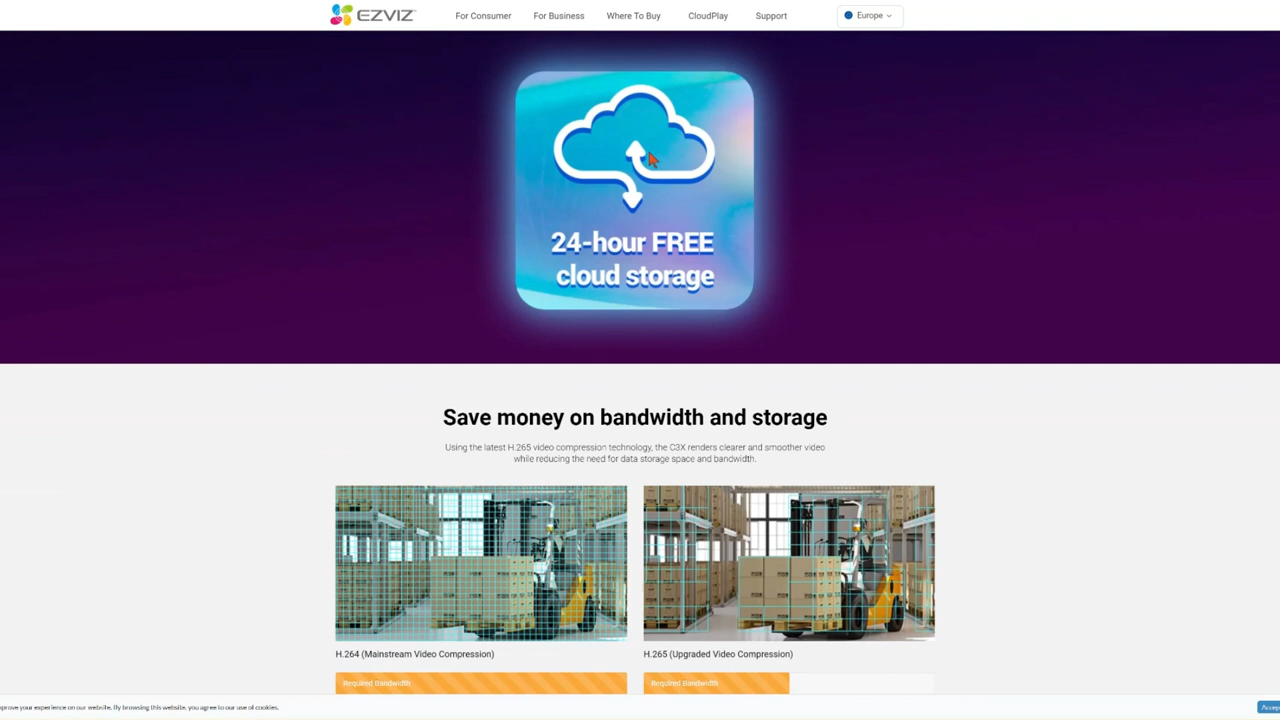 EZVIZ
For Consumer
For Business
Where To Buy
CloudPlay
Support
Europe
24-hour FREE
cloud storage
Save money on bandwidth and storage
Using the latest H.265 video compression technology, the C3X renders clearer and smoother video
while reducing the need for data storage space and bandwidth.
H.264 (Mainstream Video Compression)
H.265 (Upgraded Video Compression)
Required Bandwidth
Required Bandwidth
prove your experience on our website. By browsing this website, you agree to our use of cookies.
Accep